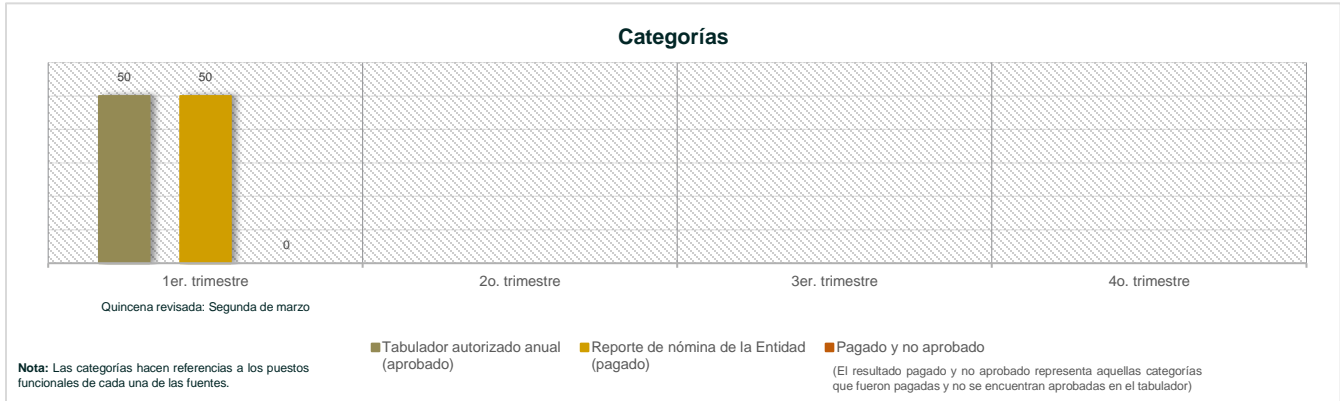 Categorías
50
50
0
1er. trimestre
2o. trimestre
3er. trimestre
4o. trimestre
Quincena revisada: Segunda de marzo
Tabulador autorizado anual
(aprobado)
Reporte de nómina de la Entidad
(pagado)
Pagado y no aprobado
(El resultado pagado y no aprobado representa aquellas categorías
que fueron pagadas y no se encuentran aprobadas en el tabulador)
Nota: Las categorías hacen referencias a los puestos
funcionales de cada una de las fuentes.